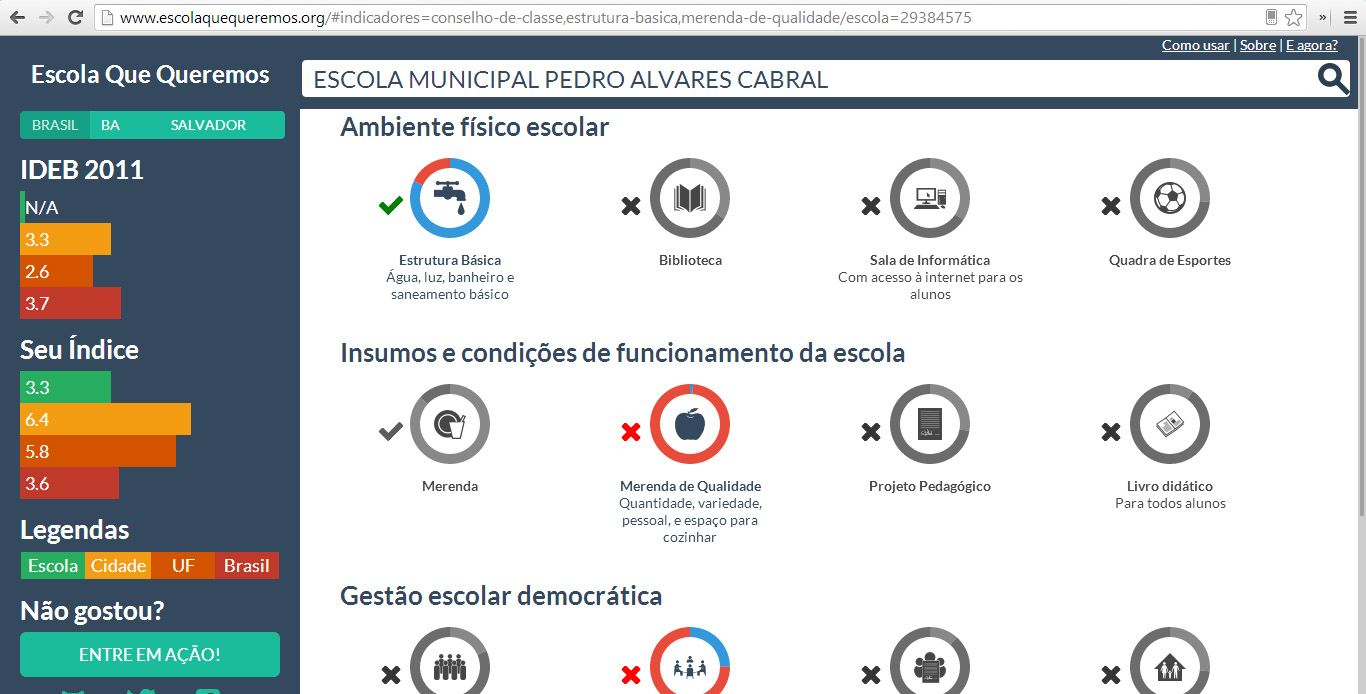 www.escolaquequeremos.org/#indicadores=conselho-de-classe,estrutura-basica,merenda-de-qualidade/escola=29384575
Como usar | Sobre | E agora?
Escola Que Queremos
ESCOLA MUNICIPAL PEDRO ALVARES CABRAL
BRASIL BA SALVADOR
IDEB 2011
N/A
3.3
2.6
3.7
Seu Índice
3.3
6.4
5.8
3.6
Legendas
Escola Cidade UF Brasil
Não gostou?
ENTRE EM AÇÃO!
Ambiente físico escolar
Estrutura Básica
Água, luz, banheiro e
saneamento básico
Biblioteca
Sala de Informática
Com acesso à internet para os
alunos
Quadra de Esportes
Insumos e condições de funcionamento da escola
Merenda
Merenda de Qualidade
Quantidade, variedade,
pessoal, e espaço para
cozinhar
Projeto Pedagógico
Livro didático
Para todos alunos
Gestão escolar democrática